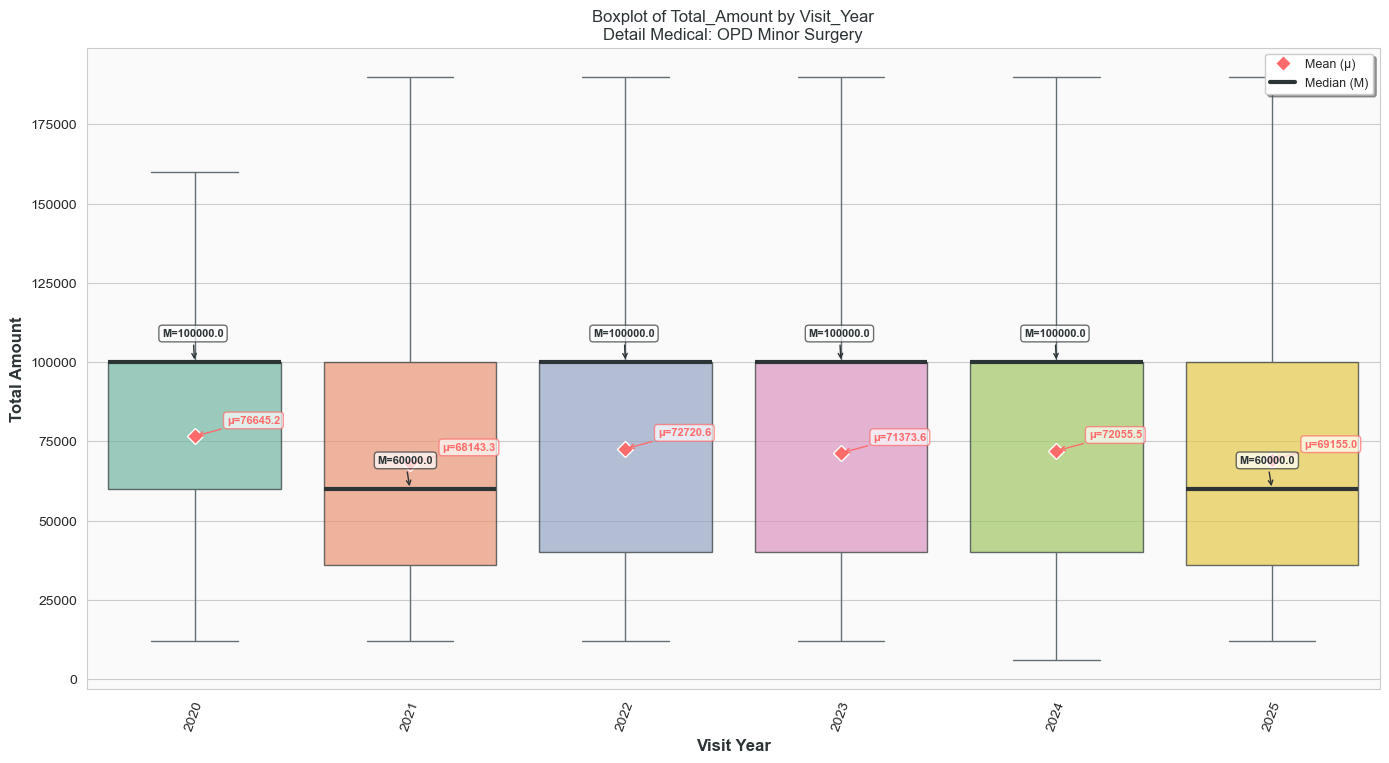 Boxplot of Total_Amount by Visit_Year
Detail Medical: OPD Minor Surgery
Mean (μ)
Median (M)
Total Amount
175000
150000
125000
100000
75000
50000
25000
0
M=100000.0
μ=76645.2
μ=68143.3
M=60000.0
M=100000.0
μ=72720.6
M=100000.0
μ=71373.6
M=100000.0
μ=72055.5
μ=69155.0
M=60000.0
2020
2021
2022
2023
2024
2025
Visit Year